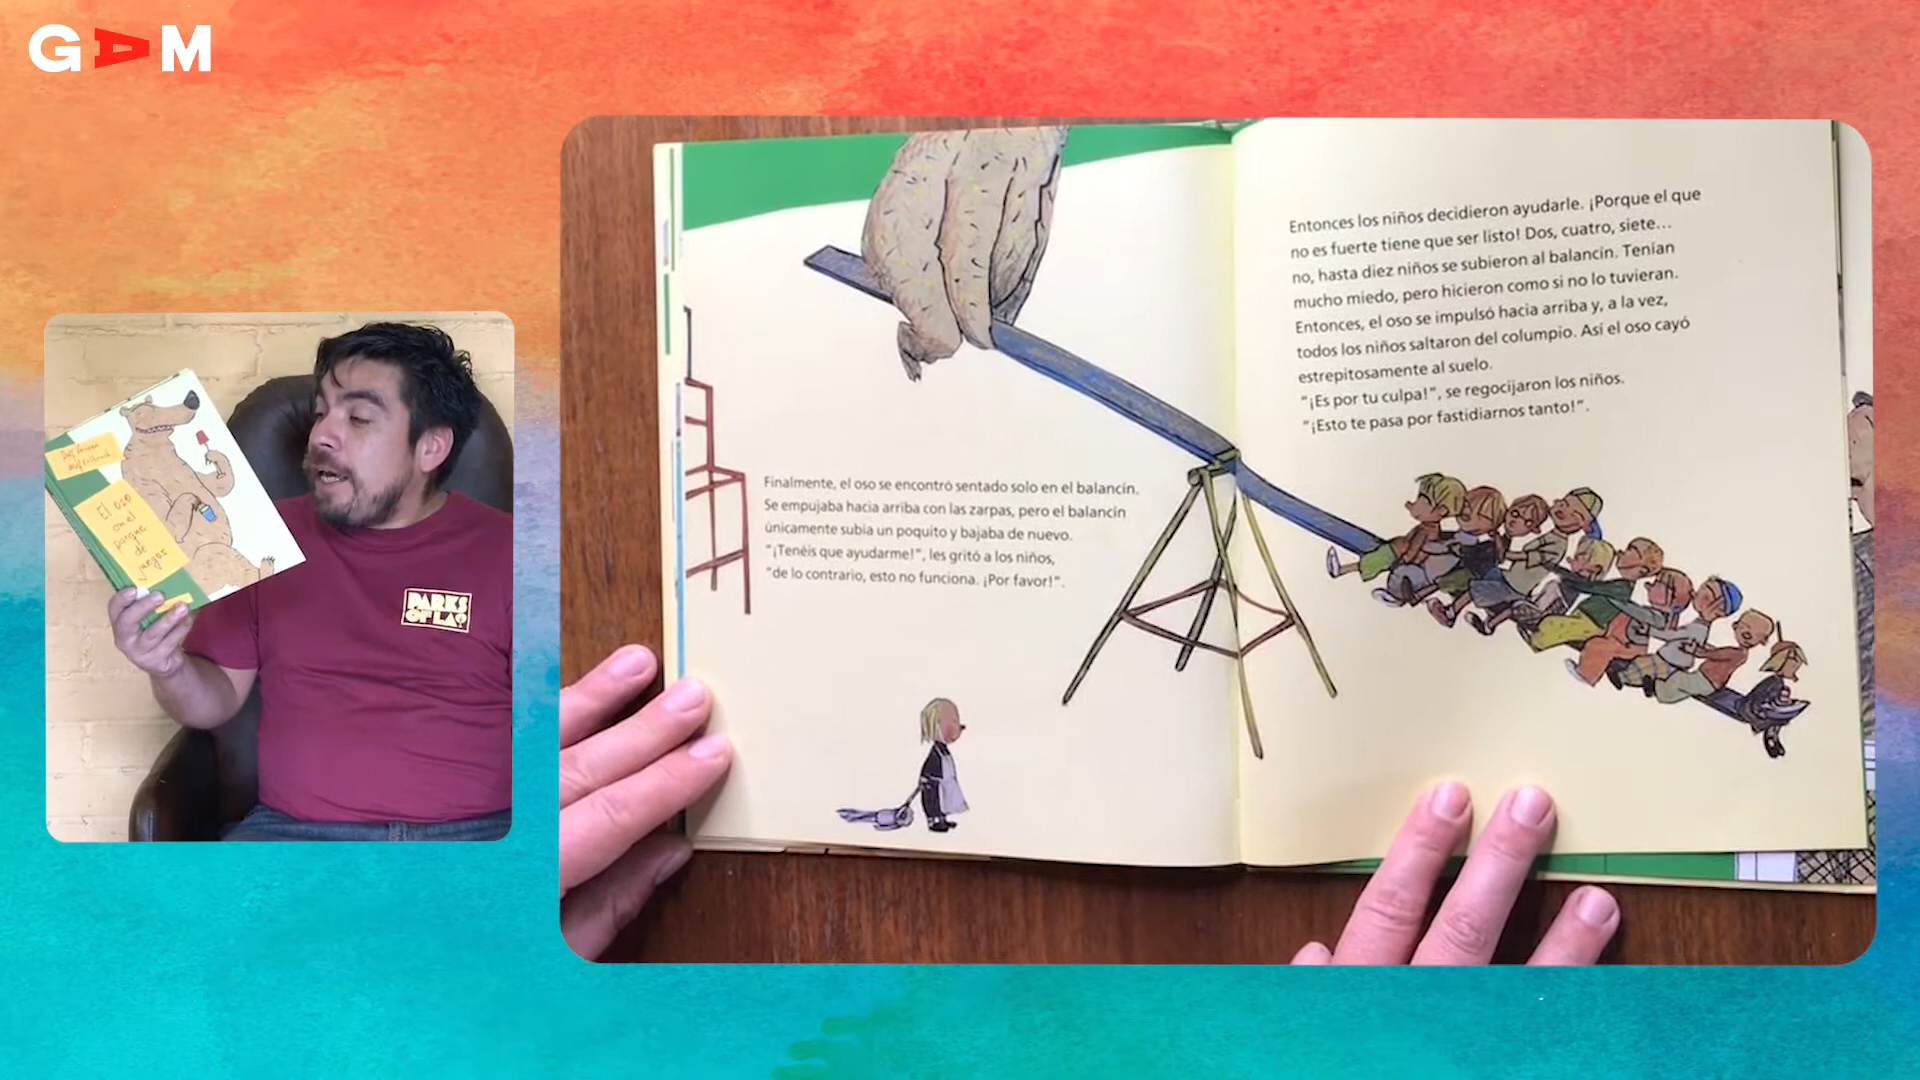 GAM
Dolf Verroen
Wolf Erlbruch
El oso
en el
parque
de
juegos
PARKS
OF LA
Finalmente, el oso se encontró sentado solo en el balancín.
Se empujaba hacia arriba con las zarpas, pero el balancín
únicamente subía un poquito y bajaba de nuevo.
"¡Tenéis que ayudarme!", les gritó a los niños,
"de lo contrario, esto no funciona. ¡Por favor!".
Entonces los niños decidieron ayudarle. ¡Porque el que
no es fuerte tiene que ser listo! Dos, cuatro, siete...
no, hasta diez niños se subieron al balancín. Tenían
mucho miedo, pero hicieron como si no lo tuvieran.
Entonces, el oso se impulsó hacia arriba y, a la vez,
todos los niños saltaron del columpio. Así el oso cayó
estrepitosamente al suelo.
"¡Es por tu culpa!", se regocijaron los niños.
"¡Esto te pasa por fastidiarnos tanto!".